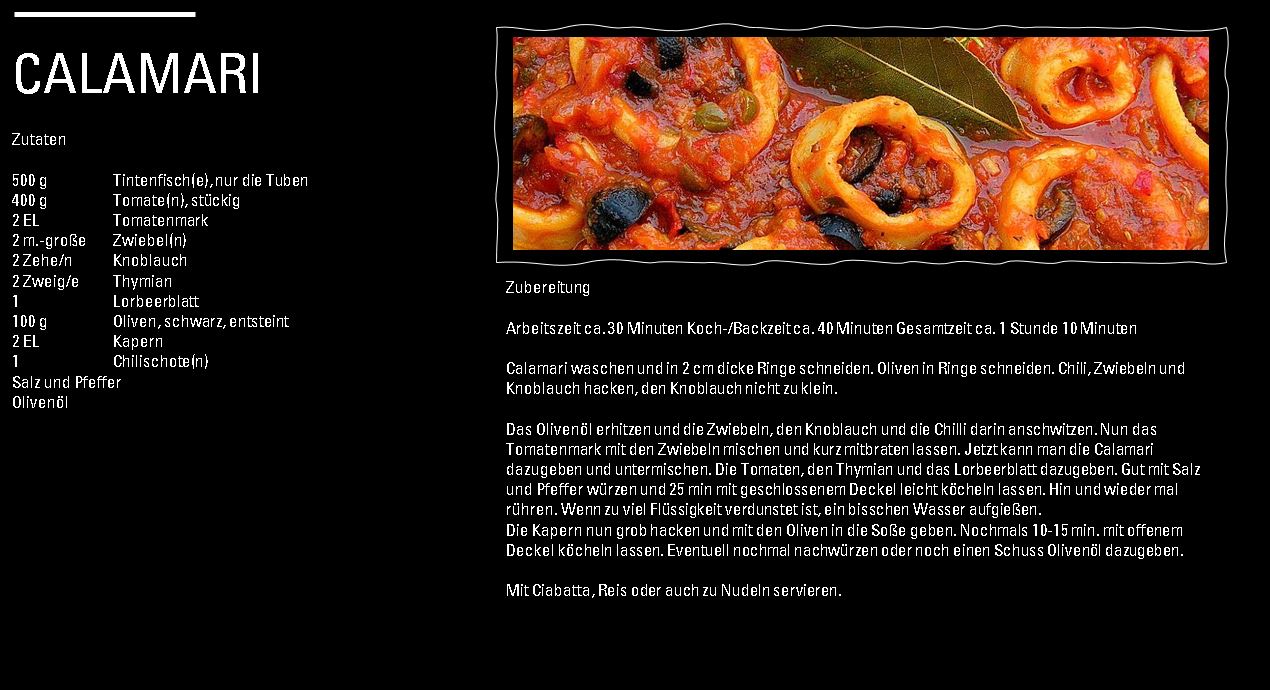 CALAMARI
Zutaten
500 g Tintenfisch(e), nur die Tuben
400 g Tomate(n), stückig
2 EL Tomatenmark
2 m.-große Zwiebel(n)
2 Zehe/n Knoblauch
2 Zweig/e Thymian
1 Lorbeerblatt
100 g Oliven, schwarz, entsteint
2 EL Kapern
1 Chilischote(n)
Salz und Pfeffer
Olivenöl
Zubereitung
Arbeitszeit ca. 30 Minuten Koch-/Backzeit ca. 40 Minuten Gesamtzeit ca. 1 Stunde 10 Minuten
Calamari waschen und in 2 cm dicke Ringe schneiden. Oliven in Ringe schneiden. Chili, Zwiebeln und
Knoblauch hacken, den Knoblauch nicht zu klein.
Das Olivenöl erhitzen und die Zwiebeln, den Knoblauch und die Chilli darin anschwitzen. Nun das
Tomatenmark mit den Zwiebeln mischen und kurz mitbraten lassen. Jetzt kann man die Calamari
dazugeben und untermischen. Die Tomaten, den Thymian und das Lorbeerblatt dazugeben. Gut mit Salz
und Pfeffer würzen und 25 min mit geschlossenem Deckel leicht köcheln lassen. Hin und wieder mal
rühren. Wenn zu viel Flüssigkeit verdunstet ist, ein bisschen Wasser aufgießen.
Die Kapern nun grob hacken und mit den Oliven in die Soße geben. Nochmals 10-15 min. mit offenem
Deckel köcheln lassen. Eventuell nochmal nachwürzen oder noch einen Schuss Olivenöl dazugeben.
Mit Ciabatta, Reis oder auch zu Nudeln servieren.